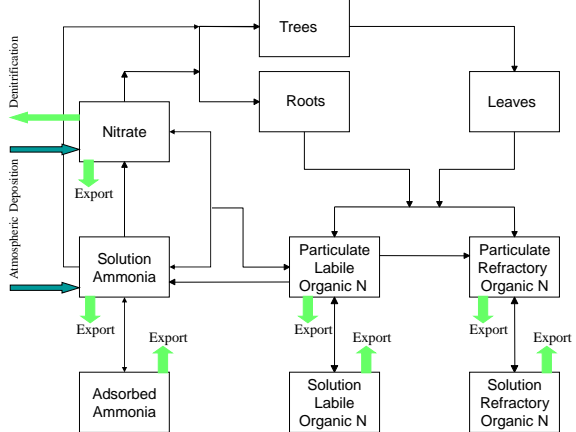 Trees
Denitrification
Roots
Leaves
Nitrate
Export
Atmospheric Deposition
Solution
Ammonia
Particulate
Labile
Organic N
Particulate
Refractory
Organic N
Export
Export
Export
Export
Export
Export
Adsorbed
Ammonia
Solution
Labile
Organic N
Solution
Refractory
Organic N